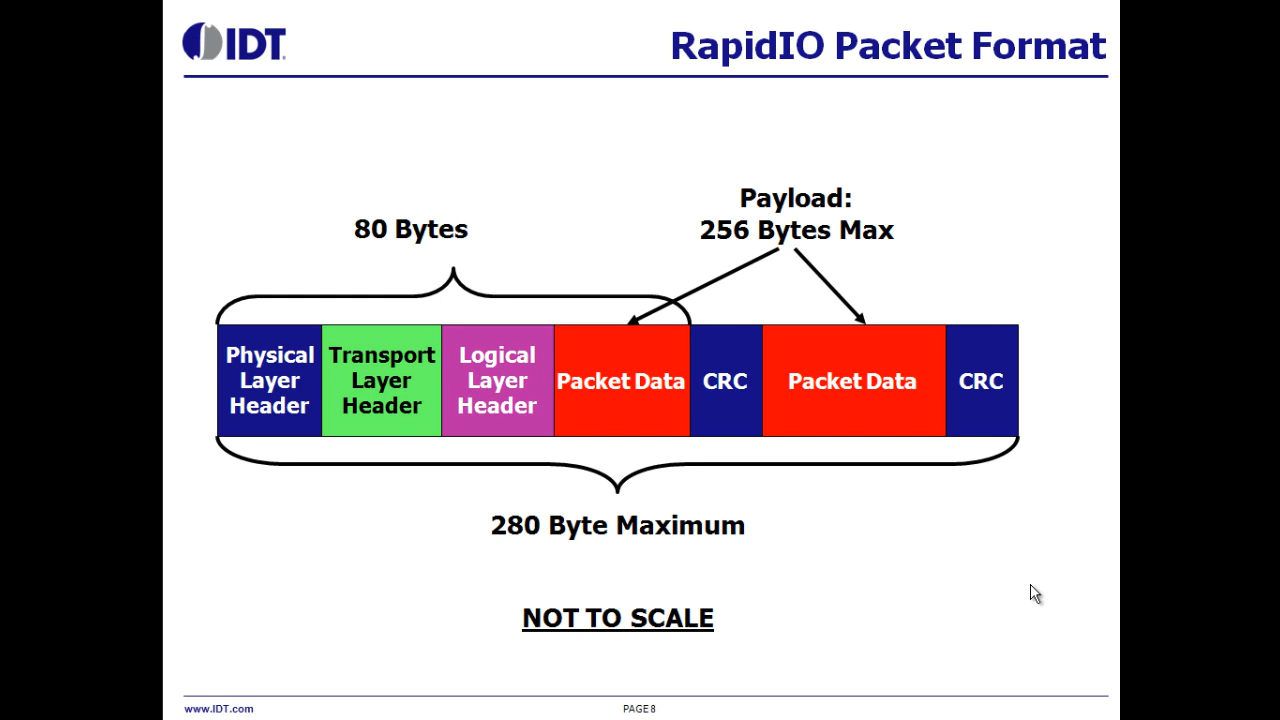 IDT
RapidIO Packet Format
Payload:
256 Bytes Max
80 Bytes
Physical
Layer
Header
Transport
Layer
Header
Logical
Layer
Header
Packet Data
CRC
Packet Data
CRC
280 Byte Maximum
NOT TO SCALE
www.IDT.com
PAGE 8